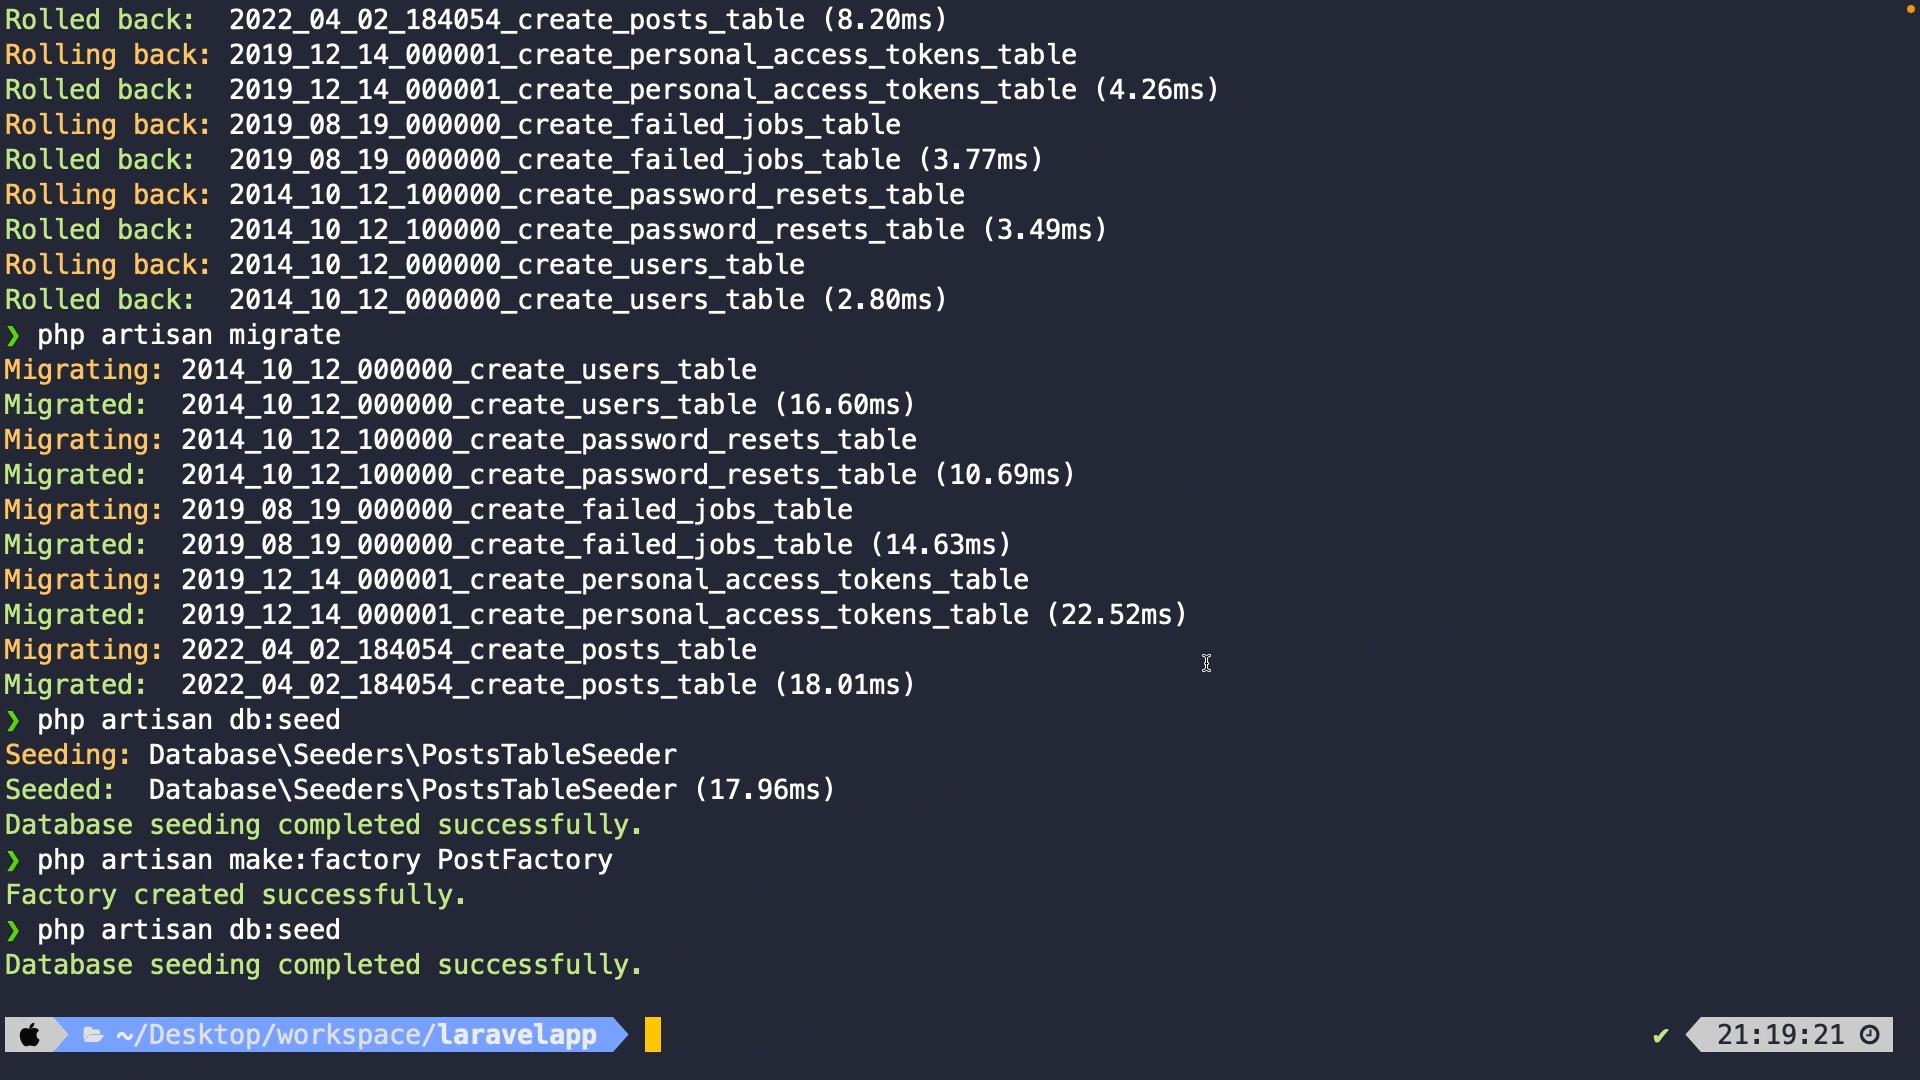 Rolled back:  2022_04_02_184054_create_posts_table (8.20ms)
Rolling back: 2019_12_14_000001_create_personal_access_tokens_table
Rolled back:  2019_12_14_000001_create_personal_access_tokens_table (4.26ms)
Rolling back: 2019_08_19_000000_create_failed_jobs_table
Rolled back:  2019_08_19_000000_create_failed_jobs_table (3.77ms)
Rolling back: 2014_10_12_100000_create_password_resets_table
Rolled back:  2014_10_12_100000_create_password_resets_table (3.49ms)
Rolling back: 2014_10_12_000000_create_users_table
Rolled back:  2014_10_12_000000_create_users_table (2.80ms)
❯ php artisan migrate
Migrating: 2014_10_12_000000_create_users_table
Migrated:  2014_10_12_000000_create_users_table (16.60ms)
Migrating: 2014_10_12_100000_create_password_resets_table
Migrated:  2014_10_12_100000_create_password_resets_table (10.69ms)
Migrating: 2019_08_19_000000_create_failed_jobs_table
Migrated:  2019_08_19_000000_create_failed_jobs_table (14.63ms)
Migrating: 2019_12_14_000001_create_personal_access_tokens_table
Migrated:  2019_12_14_000001_create_personal_access_tokens_table (22.52ms)
Migrating: 2022_04_02_184054_create_posts_table
Migrated:  2022_04_02_184054_create_posts_table (18.01ms)
❯ php artisan db:seed
Seeding: Database\Seeders\PostsTableSeeder
Seeded:  Database\Seeders\PostsTableSeeder (17.96ms)
Database seeding completed successfully.
❯ php artisan make:factory PostFactory
Factory created successfully.
❯ php artisan db:seed
Database seeding completed successfully.
~/Desktop/workspace/laravelapp ✔ 21:19:21